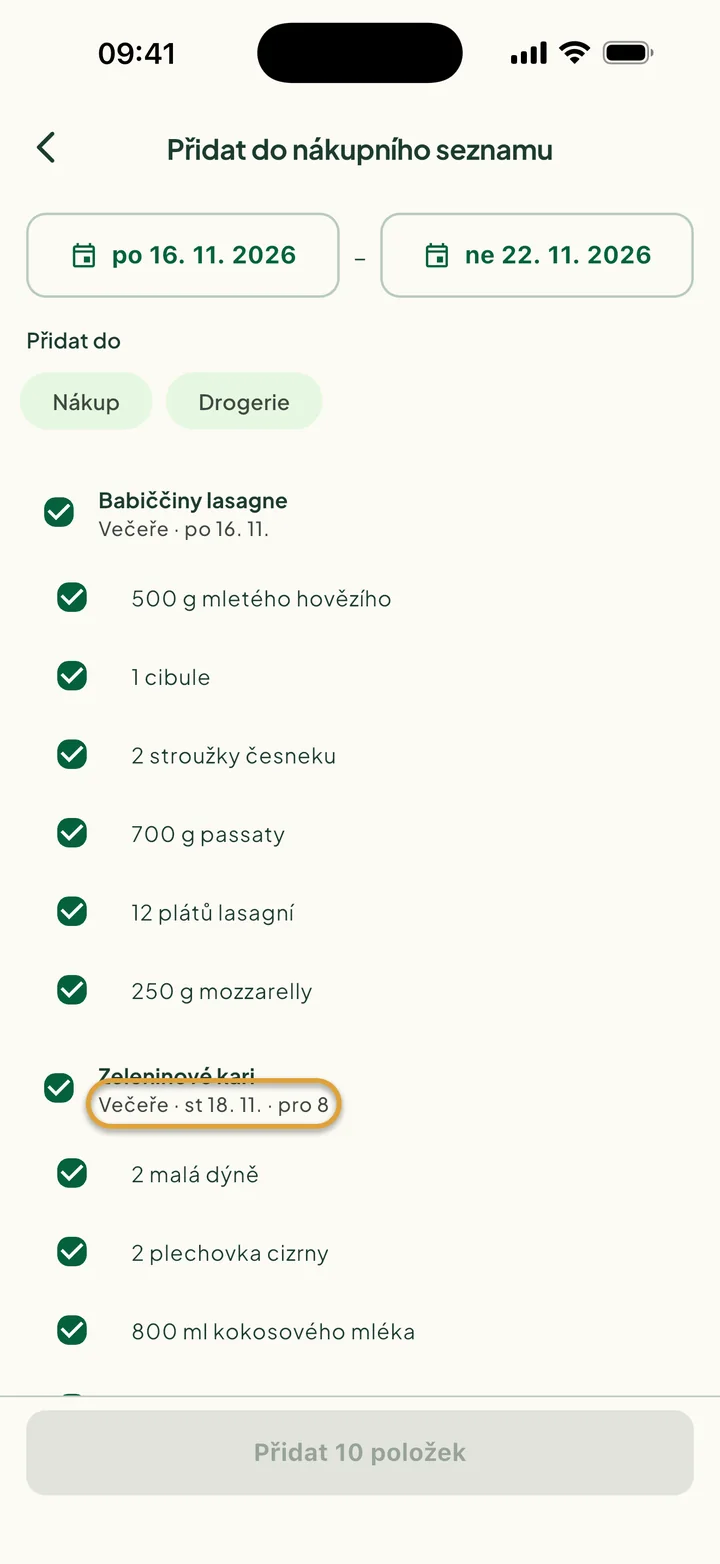 09:41
Přidat do nákupního seznamu
po 16. 11. 2026 – ne 22. 11. 2026
Přidat do
Nákup Drogerie
Babiččiny lasagne
Večeře · po 16. 11.
500 g mletého hovězího
1 cibule
2 stroužky česneku
700 g passaty
12 plátů lasagní
250 g mozzarelly
Zeleninové kari
Večeře · st 18. 11. · pro 8
2 malá dýně
2 plechovka cizrny
800 ml kokosového mléka
Přidat 10 položek